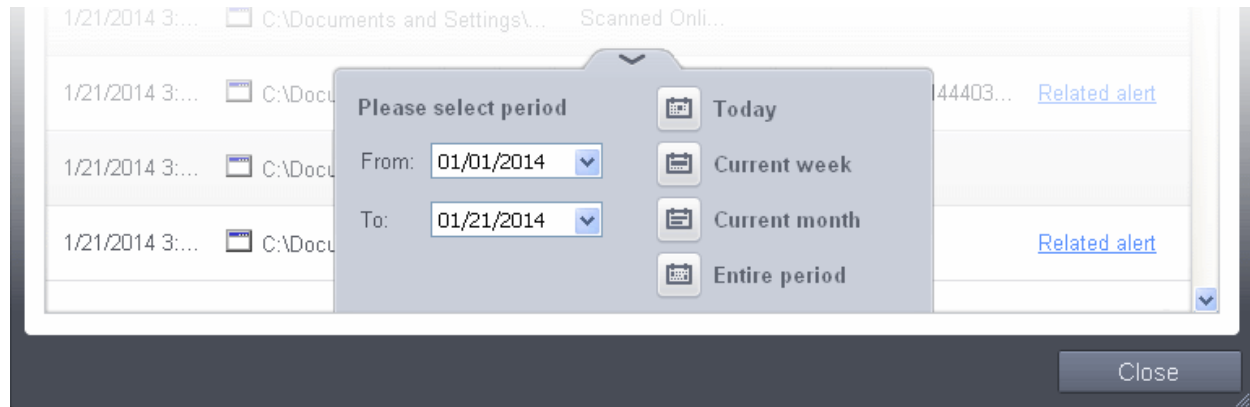 1/21/2014 3:... C:\Documents and Settings\... Scanned Onli...
1/21/2014 3:... C:\Docu 144403... Related alert
1/21/2014 3:... C:\Docu
1/21/2014 3:... C:\Docu Related alert
Please select period
From: 01/01/2014
To: 01/21/2014
Today
Current week
Current month
Entire period
Close